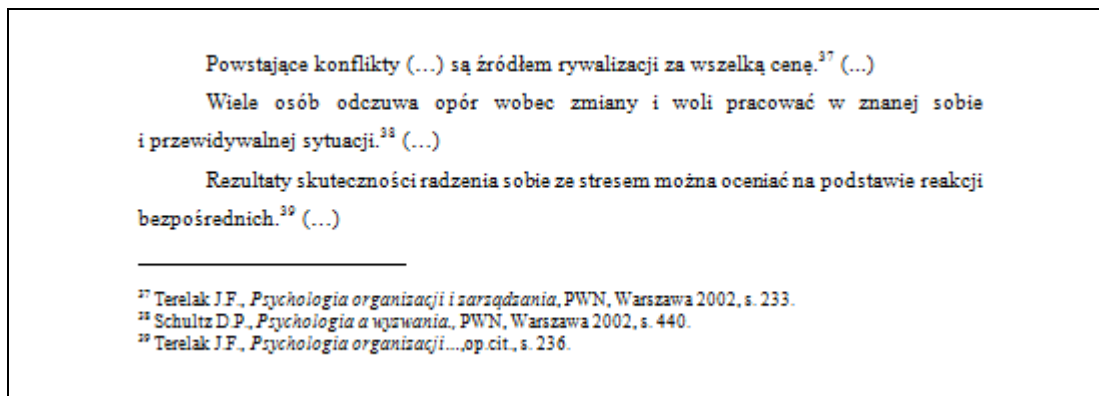 Powstające konflikty (…) są źródłem rywalizacji za wszelką cenę.³⁷ (...)
Wiele osób odczuwa opór wobec zmiany i woli pracować w znanej sobie
i przewidywalnej sytuacji.³⁸ (…)
Rezultaty skuteczności radzenia sobie ze stresem można oceniać na podstawie reakcji
bezpośrednich.³⁹ (…)
³⁷ Terelak J.F., Psychologia organizacji i zarządzania, PWN, Warszawa 2002, s. 233.
³⁸ Schultz D.P., Psychologia a wyzwania., PWN, Warszawa 2002, s. 440.
³⁹ Terelak J.F., Psychologia organizacji...,op.cit., s. 236.